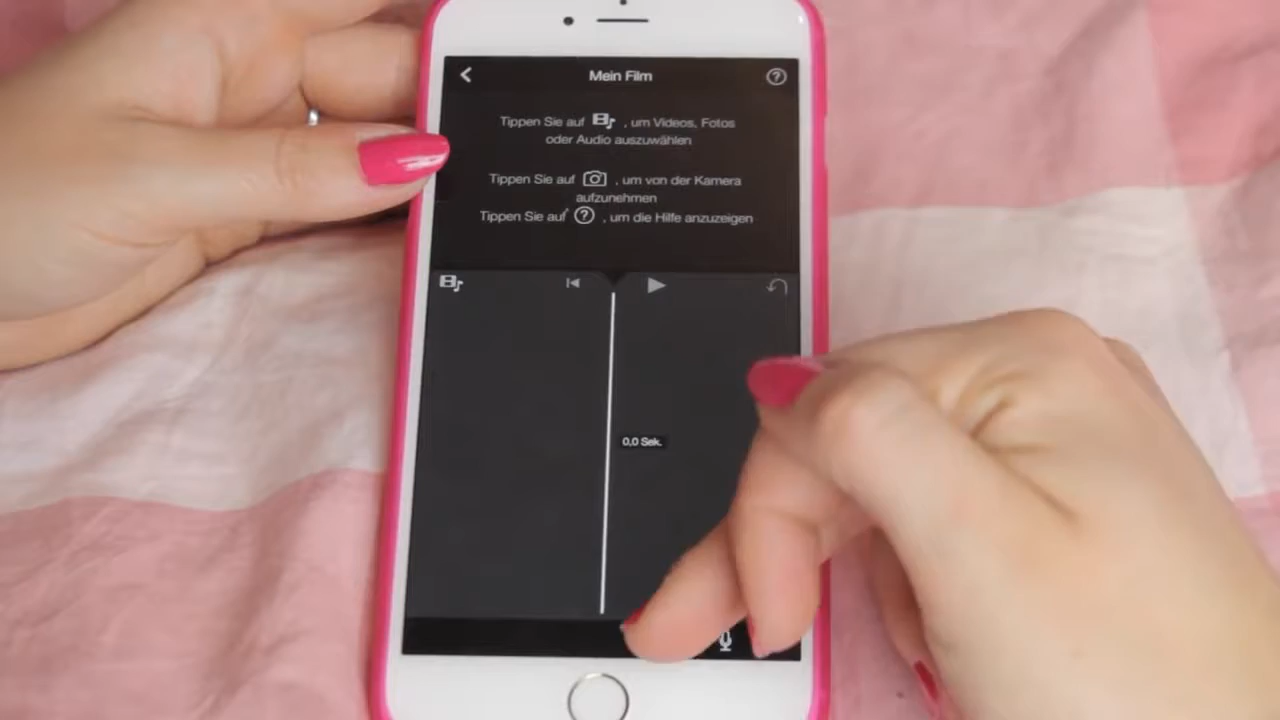 Mein Film
Tippen Sie auf , um Videos, Fotos
oder Audio auszuwählen
Tippen Sie auf , um von der Kamera
aufzunehmen
Tippen Sie auf ? , um die Hilfe anzuzeigen
0,0 Sek.